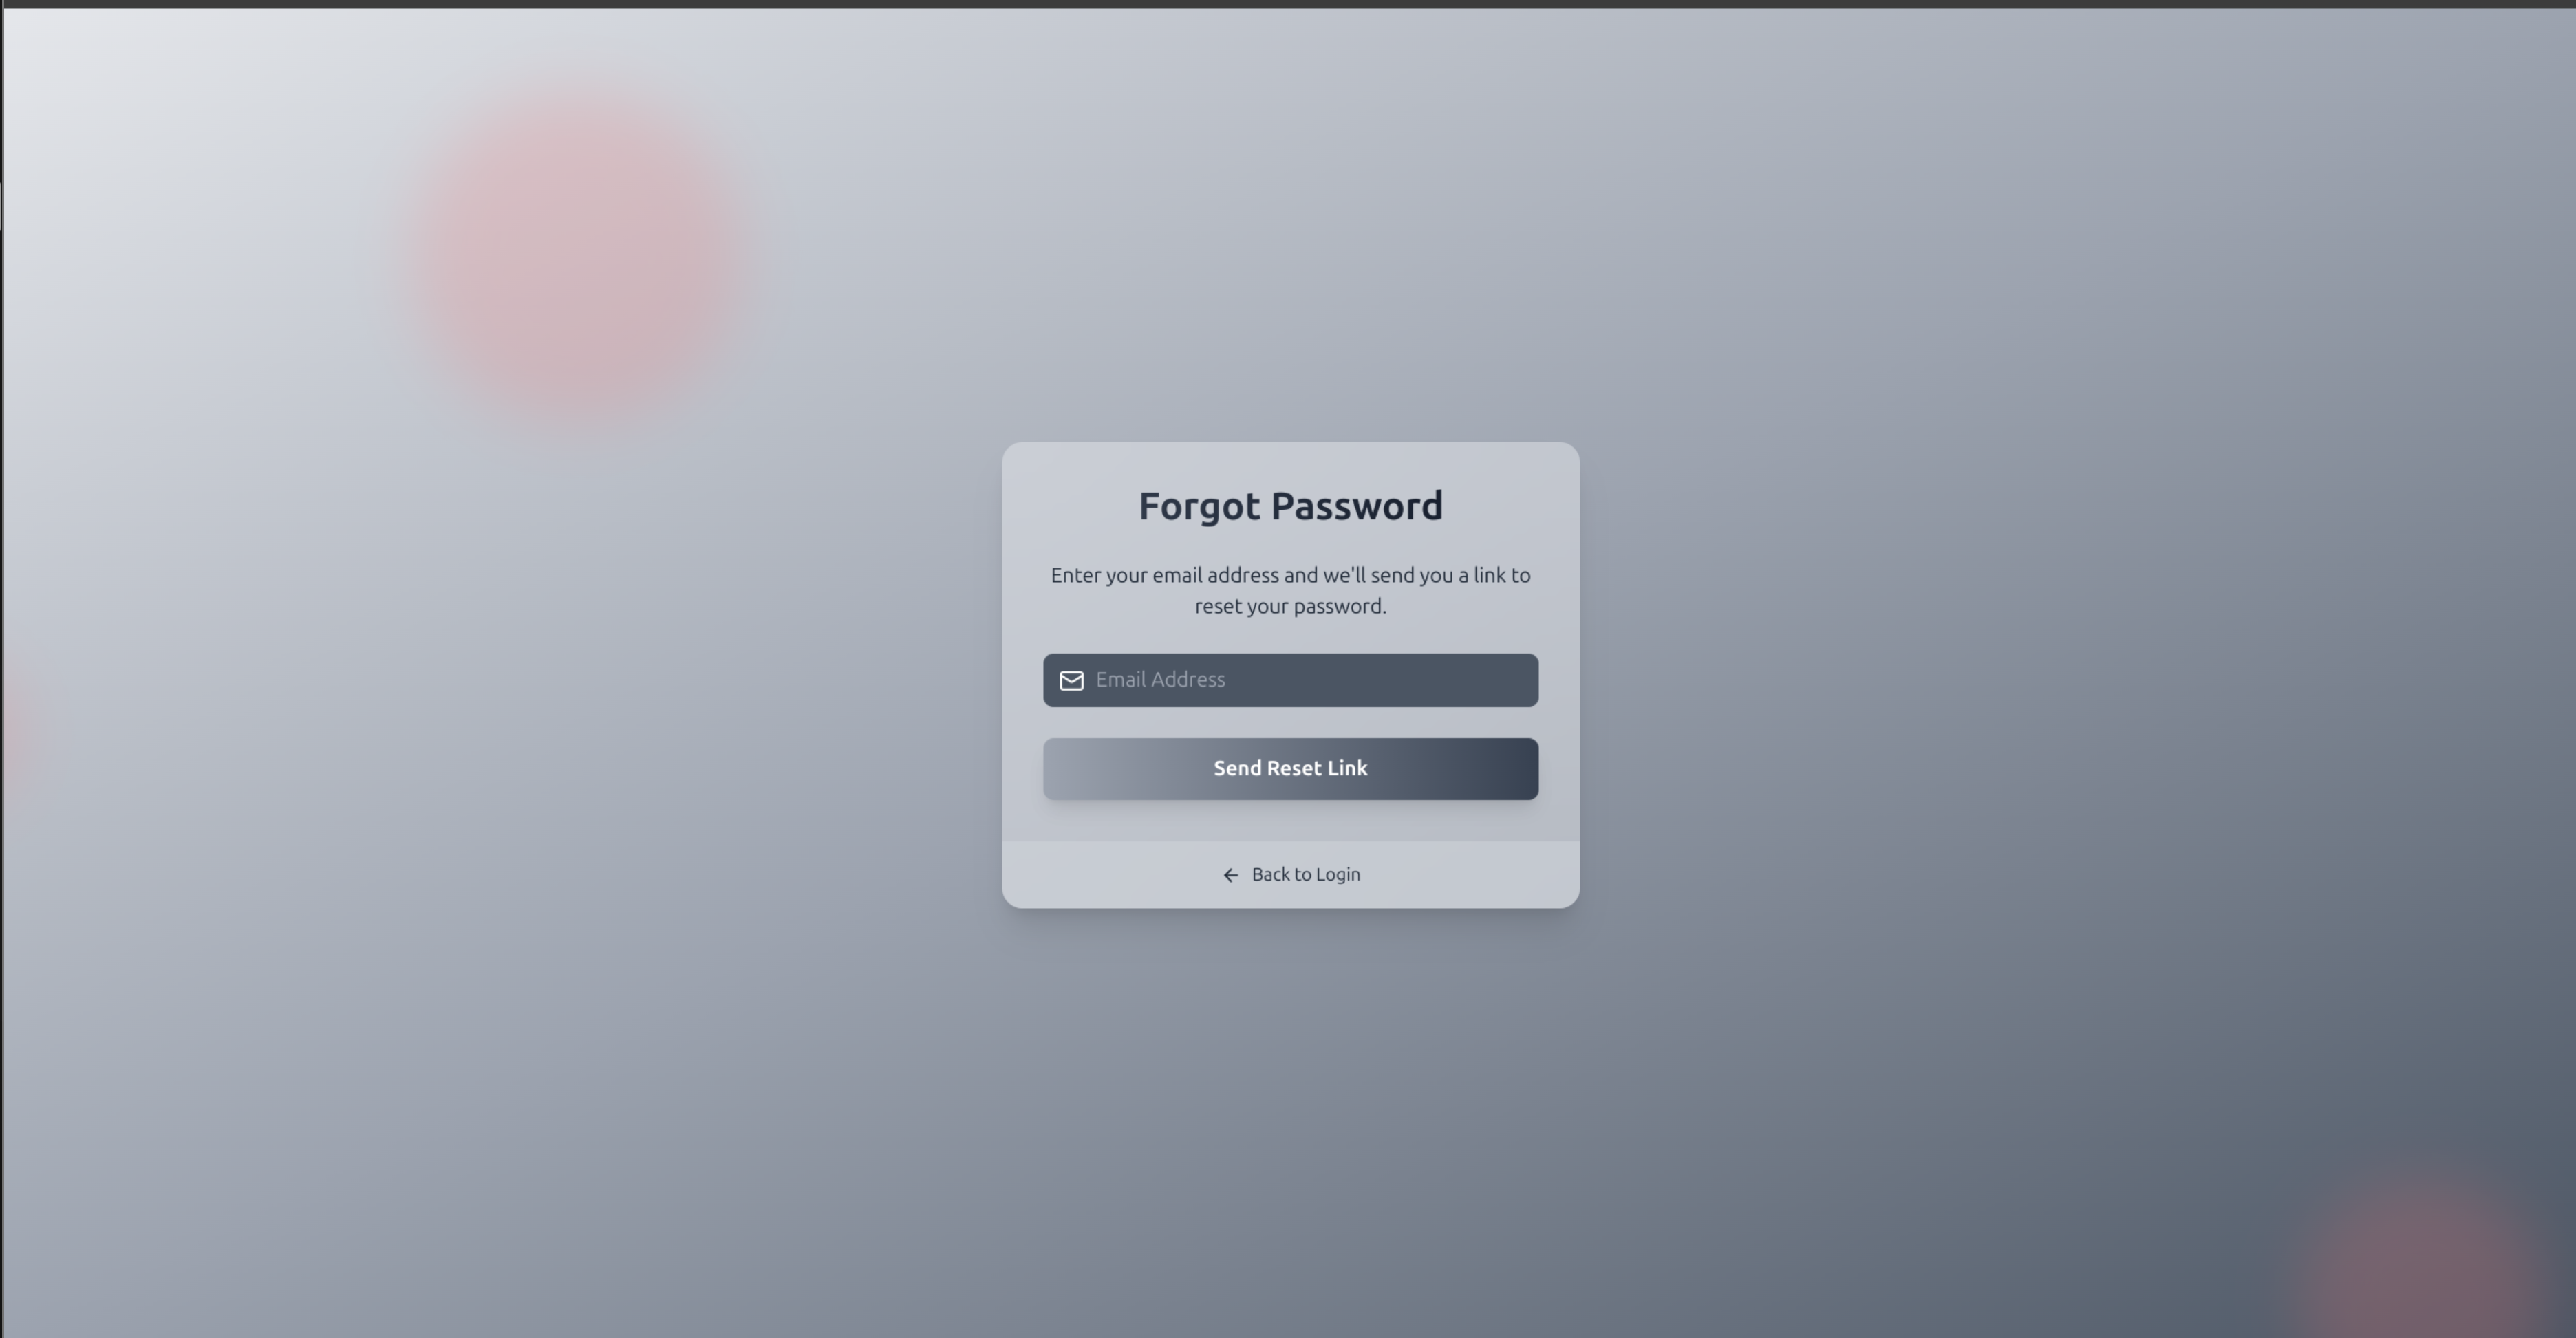 Forgot Password
Enter your email address and we'll send you a link to
reset your password.
Email Address
Send Reset Link
Back to Login